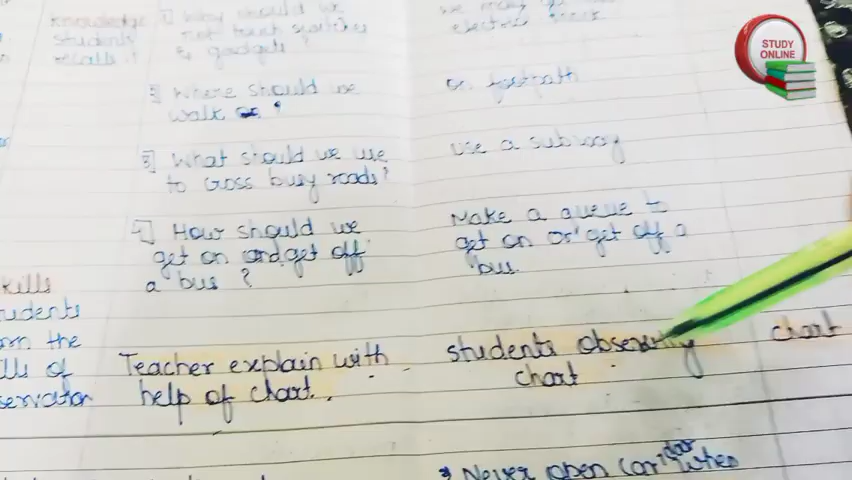 knowledge
students
recalls
1) Why should we
not touch switches
& gadgets ?
we may get
electric shock
2) Where should we
walk on ?
on footpath
3) What should we use
to cross busy roads?
use a subway
4) How should we
get on and get off
a bus ?
Make a queue to
get on or get off a
bus.
kills
udents
rn the
lls of
servation
Teacher explain with
help of chart.
students observing
chart
chart
* Never open car door when
STUDY
ONLINE